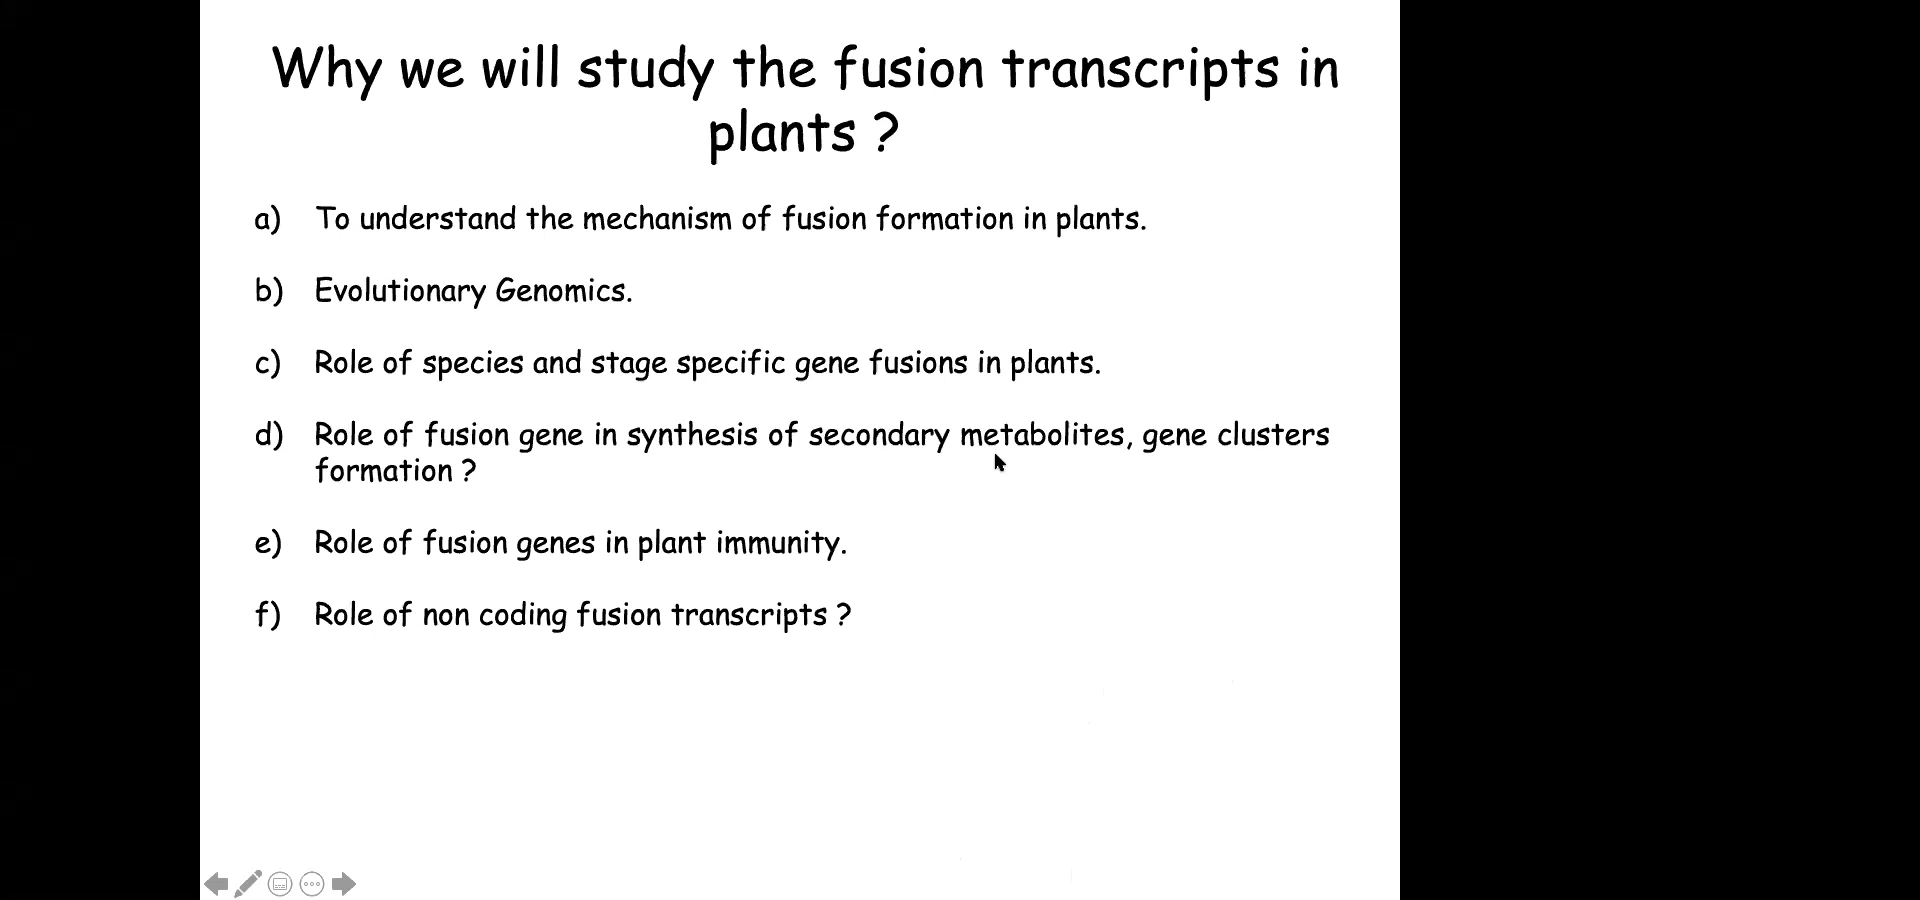 Why we will study the fusion transcripts in
plants ?
a) To understand the mechanism of fusion formation in plants.
b) Evolutionary Genomics.
c) Role of species and stage specific gene fusions in plants.
d) Role of fusion gene in synthesis of secondary metabolites, gene clusters
formation ?
e) Role of fusion genes in plant immunity.
f) Role of non coding fusion transcripts ?